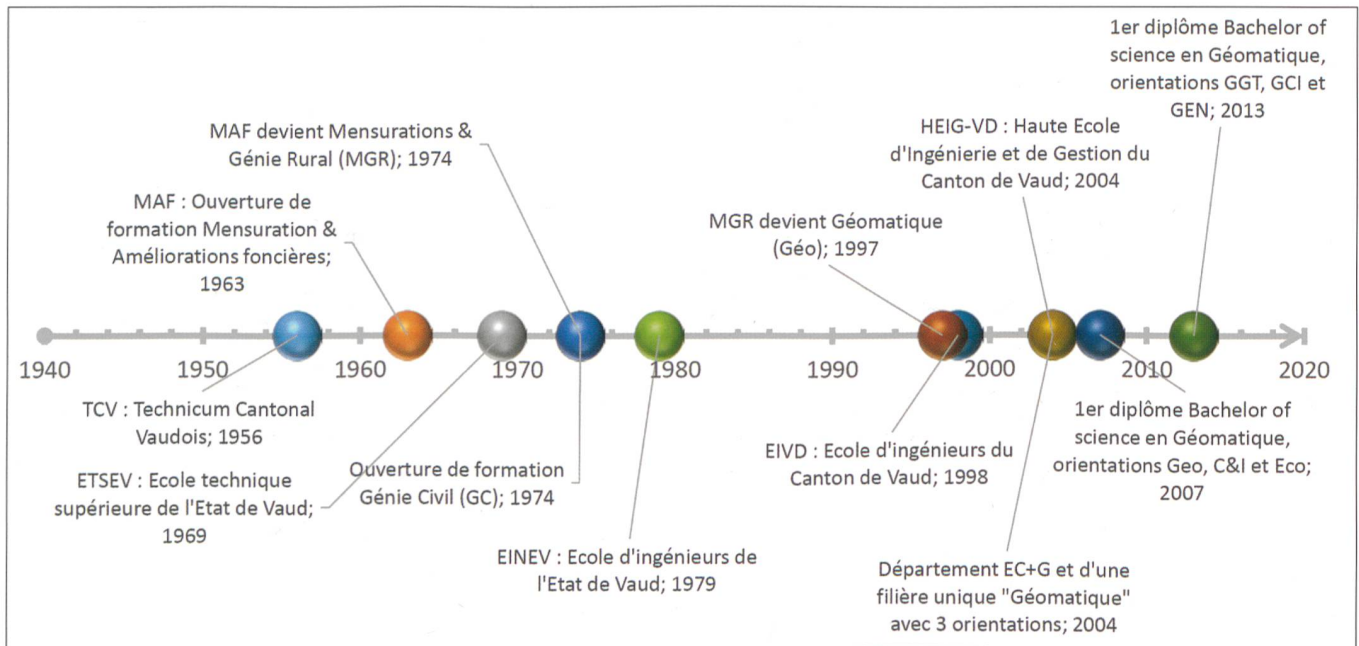 1er diplôme Bachelor of
science en Géomatique,
orientations GGT, GCI et
GEN; 2013
HEIG-VD : Haute Ecole
d'Ingénierie et de Gestion du
Canton de Vaud; 2004
MAF devient Mensurations &
Génie Rural (MGR); 1974
MAF : Ouverture de
formation Mensuration &
Améliorations foncières;
1963
MGR devient Géomatique
(Géo); 1997
1940
1950
1960
1970
1980
1990
2000
2010
2020
TCV : Technicum Cantonal
Vaudois; 1956
ETSEV : Ecole technique
supérieure de l'Etat de Vaud;
1969
Ouverture de formation
Génie Civil (GC); 1974
EINEV : Ecole d'ingénieurs de
l'Etat de Vaud; 1979
EIVD : Ecole d'ingénieurs du
Canton de Vaud; 1998
Département EC+G et d'une
filière unique "Géomatique"
avec 3 orientations; 2004
1er diplôme Bachelor of
science en Géomatique,
orientations Geo, C&I et Eco;
2007